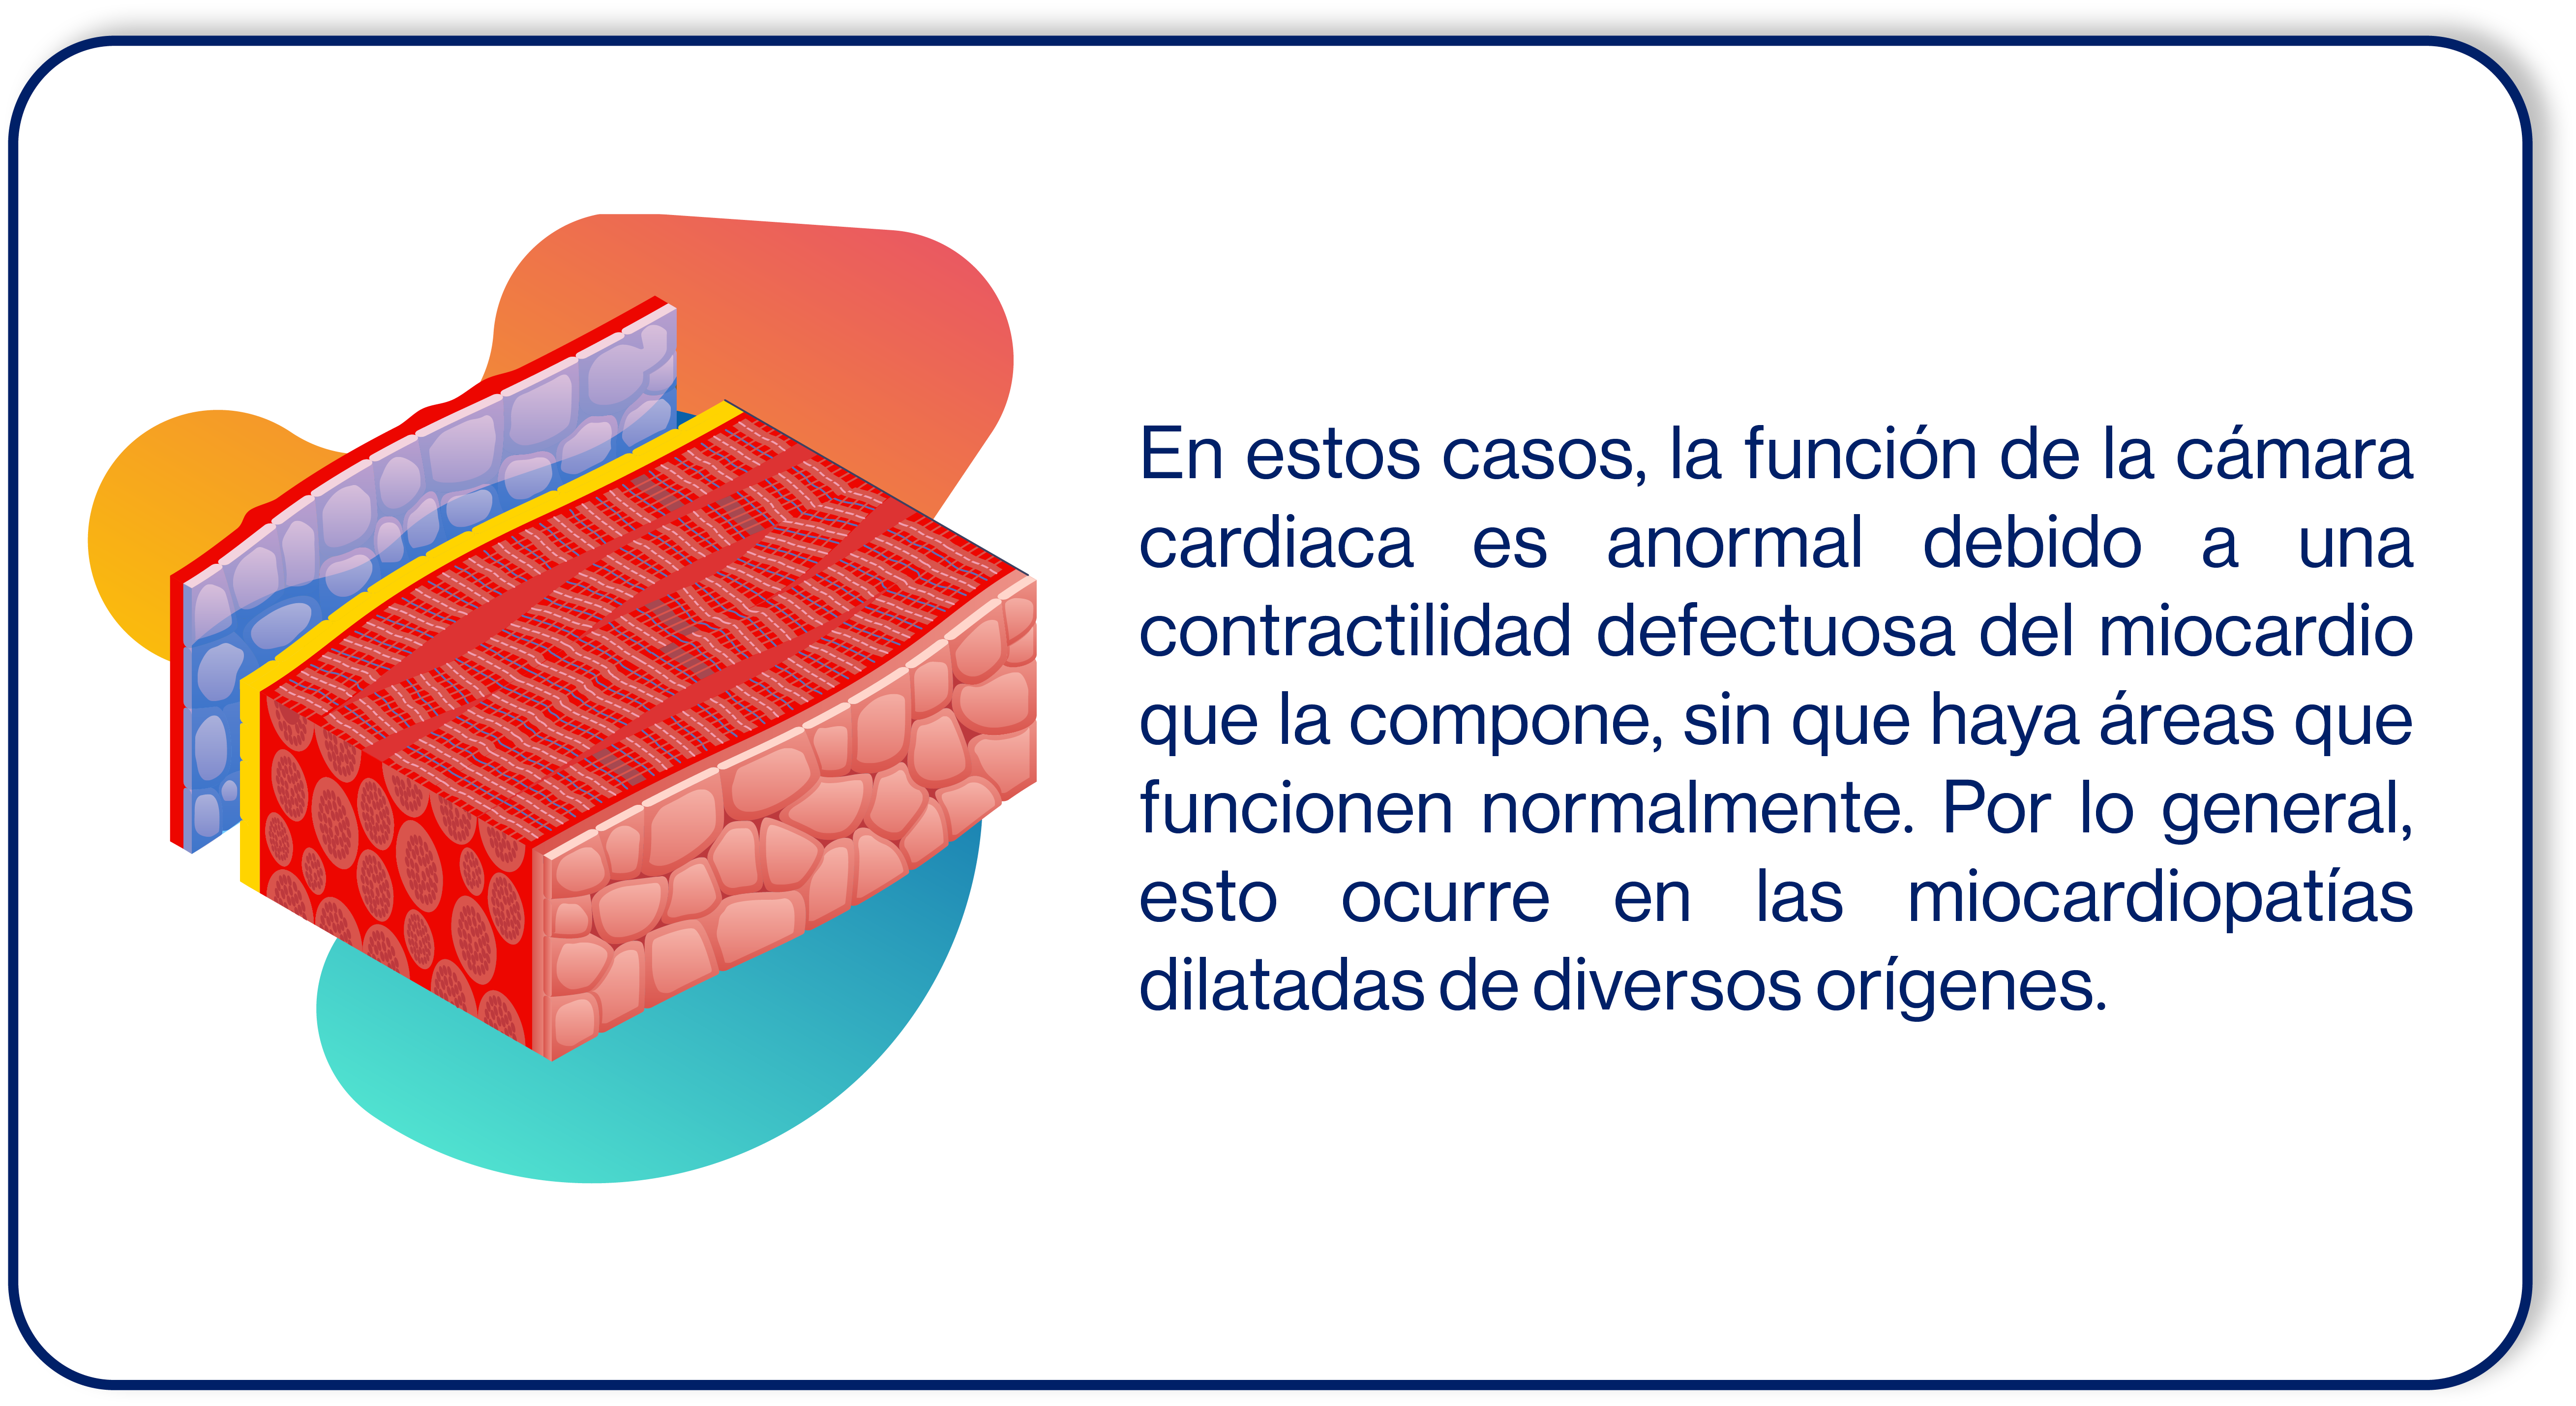 En estos casos, la función de la cámara
cardiaca es anormal debido a una
contractilidad defectuosa del miocardio
que la compone, sin que haya áreas que
funcionen normalmente. Por lo general,
esto ocurre en las miocardiopatías
dilatadas de diversos orígenes.